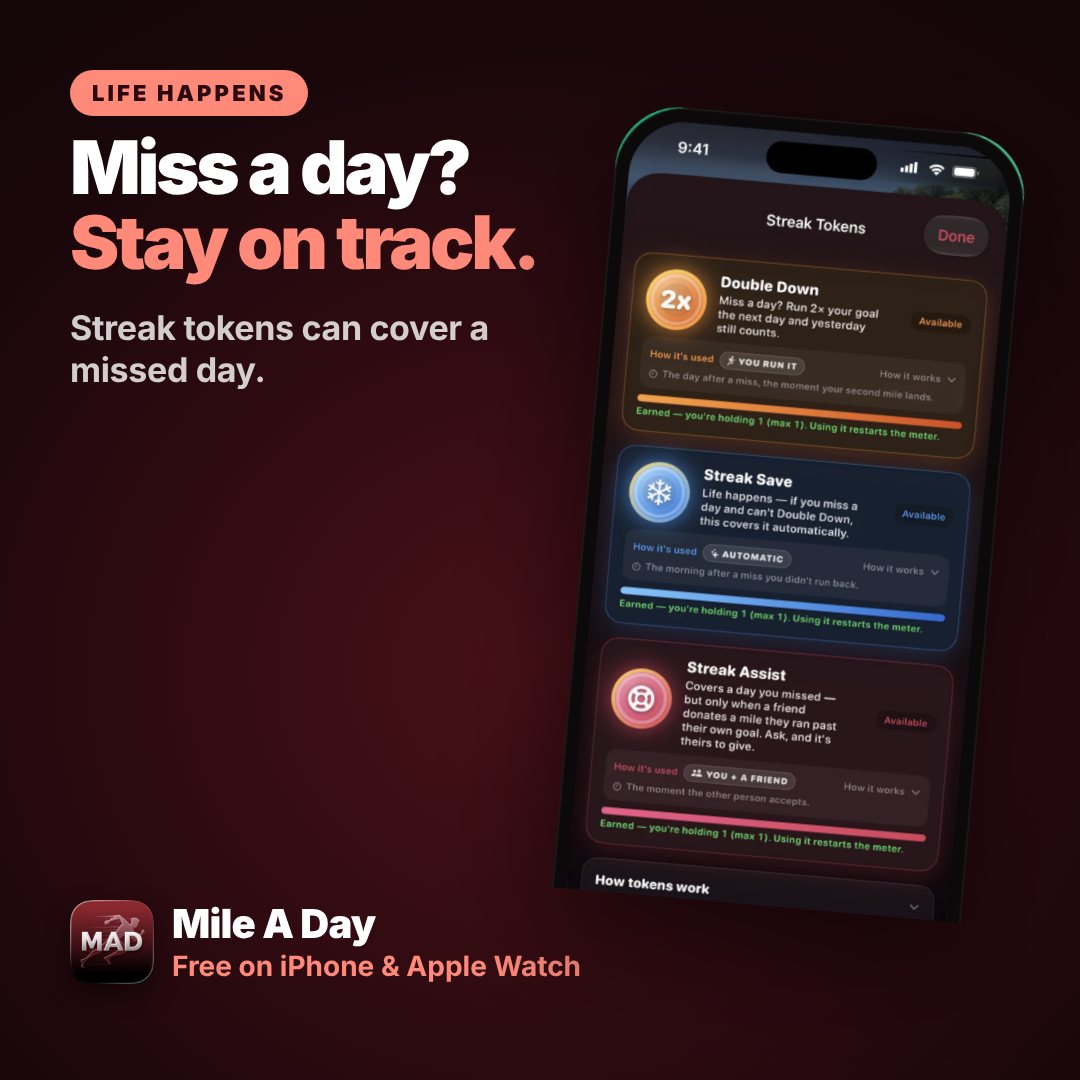 LIFE HAPPENS
Miss a day?
Stay on track.
Streak tokens can cover a
missed day.
9:41
Streak Tokens
Done
2x
Double Down
Miss a day? Run 2× your goal
the next day and yesterday
still counts.
Available
How it's used
YOU RUN IT
How it works
The day after a miss, the moment your second mile lands.
Earned — you're holding 1 (max 1). Using it restarts the meter.
Streak Save
Life happens — if you miss a
day and can't Double Down,
this covers it automatically.
Available
How it's used
AUTOMATIC
How it works
The morning after a miss you didn't run back.
Earned — you're holding 1 (max 1). Using it restarts the meter.
Streak Assist
Covers a day you missed —
but only when a friend
donates a mile they ran past
their own goal. Ask, and it's
theirs to give.
Available
How it's used
YOU + A FRIEND
How it works
The moment the other person accepts.
Earned — you're holding 1 (max 1). Using it restarts the meter.
How tokens work
MAD
Mile A Day
Free on iPhone & Apple Watch